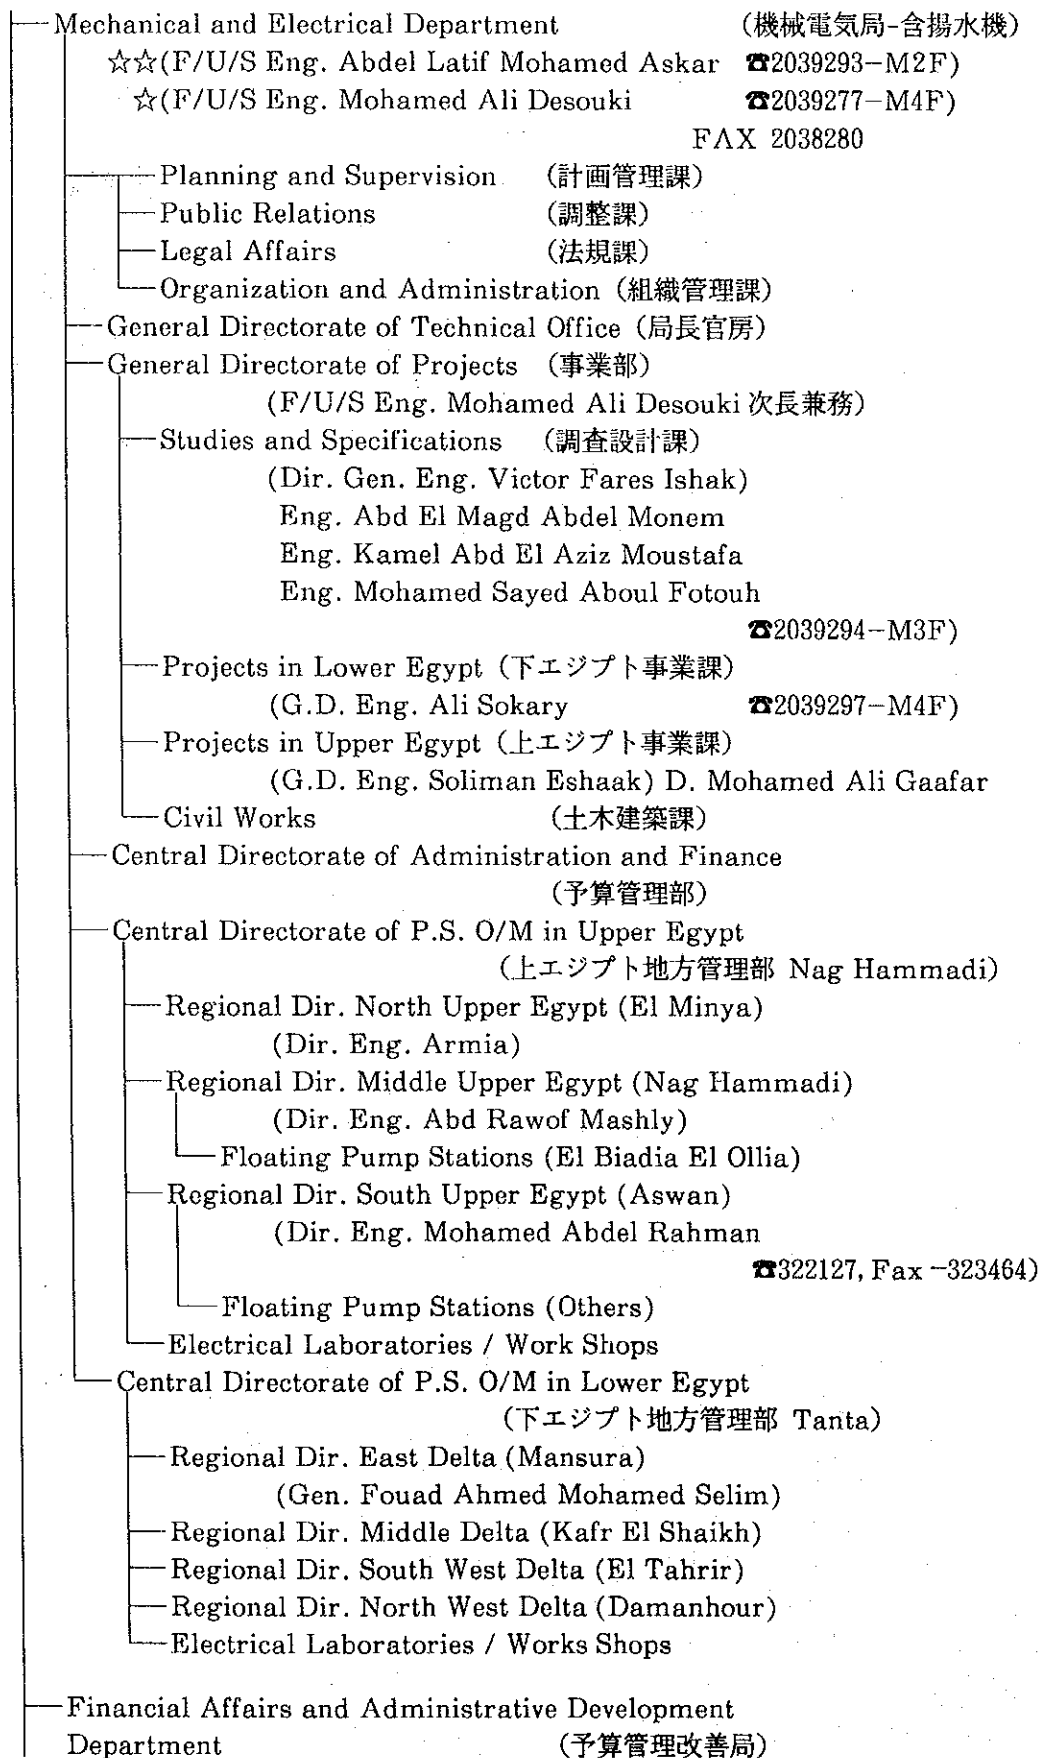 Mechanical and Electrical Department (機械電気局-含揚水機)
☆☆(F/U/S Eng. Abdel Latif Mohamed Askar ☎2039293-M2F)
☆(F/U/S Eng. Mohamed Ali Desouki ☎2039277-M4F)
FAX 2038280
Planning and Supervision (計画管理課)
Public Relations (調整課)
Legal Affairs (法規課)
Organization and Administration (組織管理課)
General Directorate of Technical Office (局長官房)
General Directorate of Projects (事業部)
(F/U/S Eng. Mohamed Ali Desouki 次長兼務)
Studies and Specifications (調査設計課)
(Dir. Gen. Eng. Victor Fares Ishak)
Eng. Abd El Magd Abdel Monem
Eng. Kamel Abd El Aziz Moustafa
Eng. Mohamed Sayed Aboul Fotouh
☎2039294-M3F)
Projects in Lower Egypt (下エジプト事業課)
(G.D. Eng. Ali Sokary ☎2039297-M4F)
Projects in Upper Egypt (上エジプト事業課)
(G.D. Eng. Soliman Eshaak) D. Mohamed Ali Gaafar
Civil Works (土木建築課)
Central Directorate of Administration and Finance
(予算管理部)
Central Directorate of P.S. O/M in Upper Egypt
(上エジプト地方管理部 Nag Hammadi)
Regional Dir. North Upper Egypt (El Minya)
(Dir. Eng. Armia)
Regional Dir. Middle Upper Egypt (Nag Hammadi)
(Dir. Eng. Abd Rawof Mashly)
Floating Pump Stations (El Biadia El Ollia)
Regional Dir. South Upper Egypt (Aswan)
(Dir. Eng. Mohamed Abdel Rahman
☎322127, Fax -323464)
Floating Pump Stations (Others)
Electrical Laboratories / Work Shops
Central Directorate of P.S. O/M in Lower Egypt
(下エジプト地方管理部 Tanta)
Regional Dir. East Delta (Mansura)
(Gen. Fouad Ahmed Mohamed Selim)
Regional Dir. Middle Delta (Kafr El Shaikh)
Regional Dir. South West Delta (El Tahrir)
Regional Dir. North West Delta (Damanhour)
Electrical Laboratories / Works Shops
Financial Affairs and Administrative Development
Department (予算管理改善局)